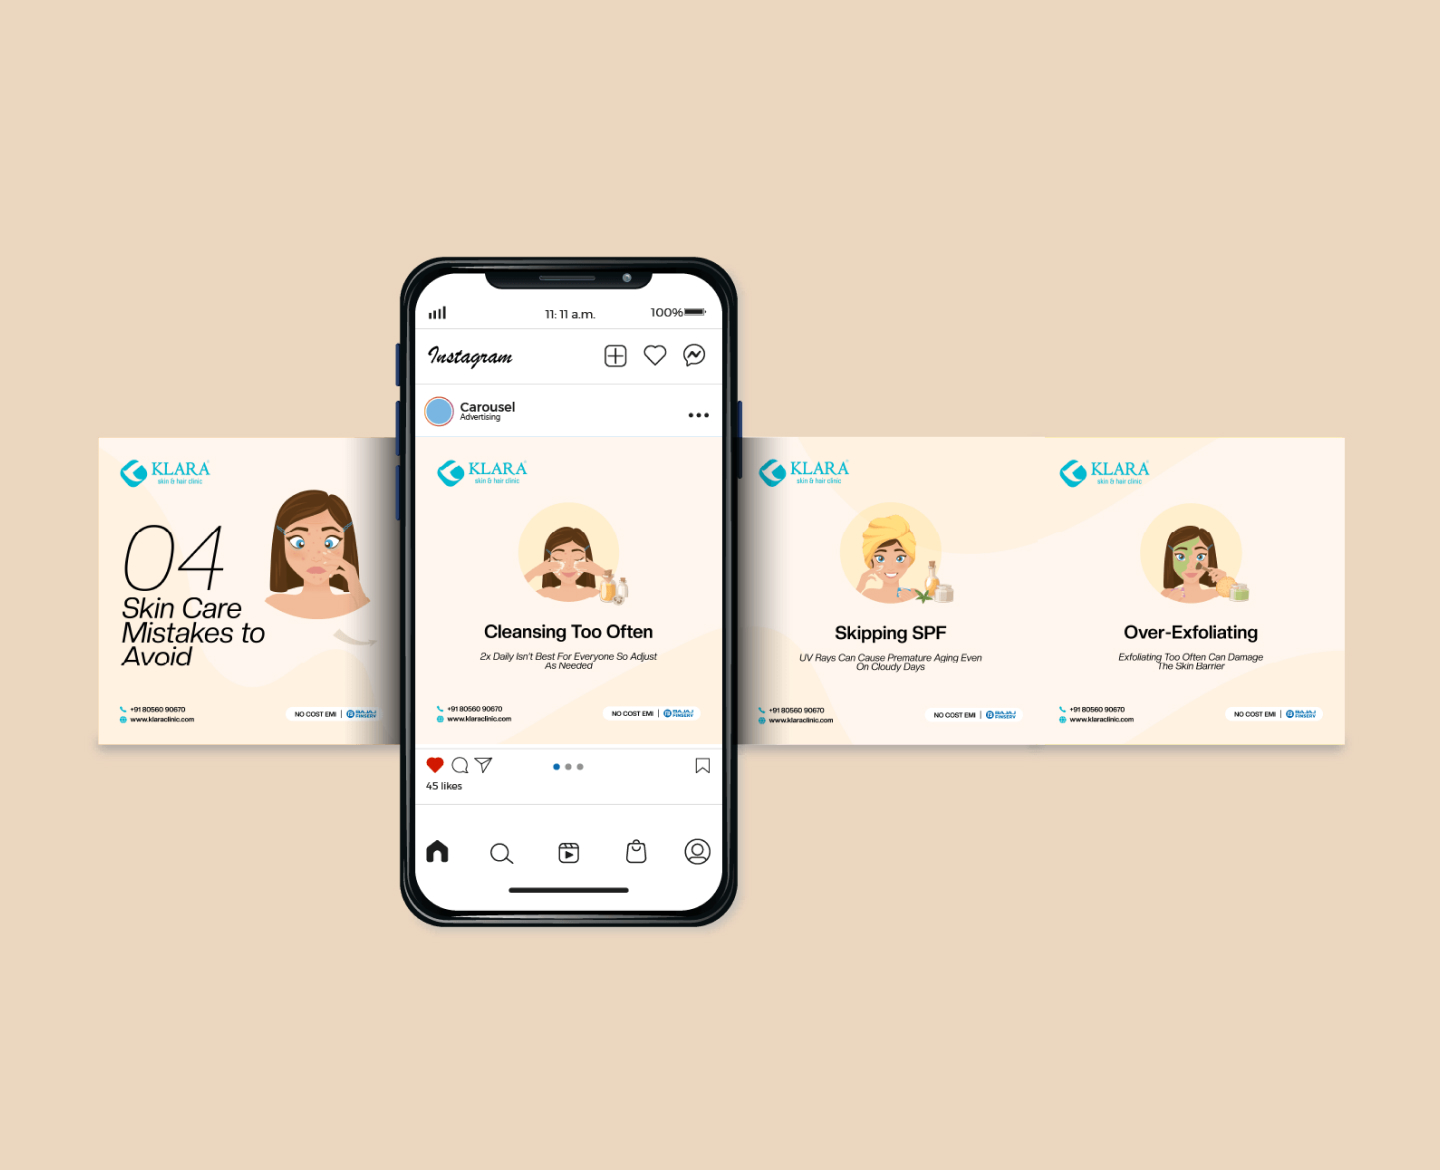 11: 11 a.m.
100%
Instagram
Carousel
Advertising
KLARA
skin & hair clinic
04
Skin Care
Mistakes to
Avoid
+91 80560 90670
www.klaraclinic.com
NO COST EMI | BAJAJ FINSERV
KLARA
skin & hair clinic
Cleansing Too Often
2x Daily Isn't Best For Everyone So Adjust
As Needed
+91 80560 90670
www.klaraclinic.com
NO COST EMI | BAJAJ FINSERV
45 likes
KLARA
skin & hair clinic
Skipping SPF
UV Rays Can Cause Premature Aging Even
On Cloudy Days
+91 80560 90670
www.klaraclinic.com
NO COST EMI | BAJAJ FINSERV
KLARA
skin & hair clinic
Over-Exfoliating
Exfoliating Too Often Can Damage
The Skin Barrier
+91 80560 90670
www.klaraclinic.com
NO COST EMI | BAJAJ FINSERV